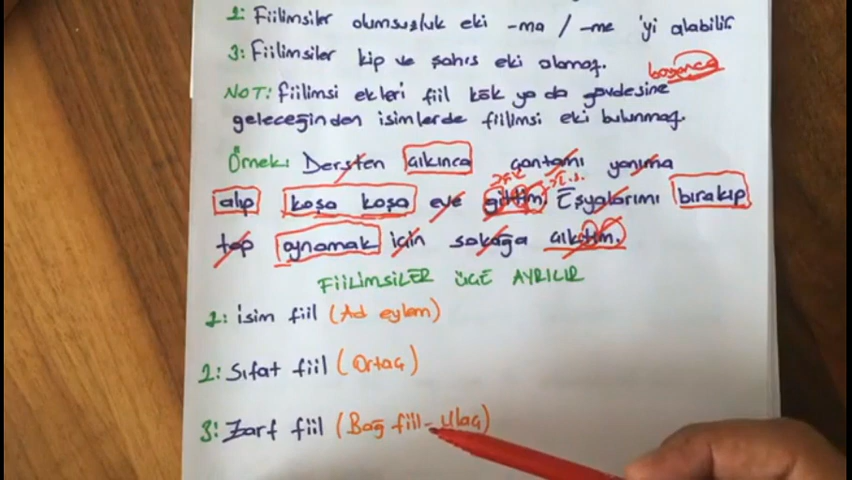 2: Fiilimsiler olumsuzluk eki -ma / -me 'yi alabilir.
3: Fiilimsiler kip ve şahıs eki alamaz.
NOT: Fiilimsi ekleri fiil kök ya da gövdesine
geleceğinden isimlerde fiilimsi eki bulunmaz.
Örnek: Dersten çıkınca çantamı yanıma
alıp koşa koşa eve gittim. Eşyalarımı bırakıp
top oynamak için sokağa çıktım.
FİİLİMSİLER ÜÇE AYRILIR
1: İsim fiil (Ad eylem)
2: Sıfat fiil (Ortaç)
3: Zarf fiil (Bağ fiil-Ulaç)